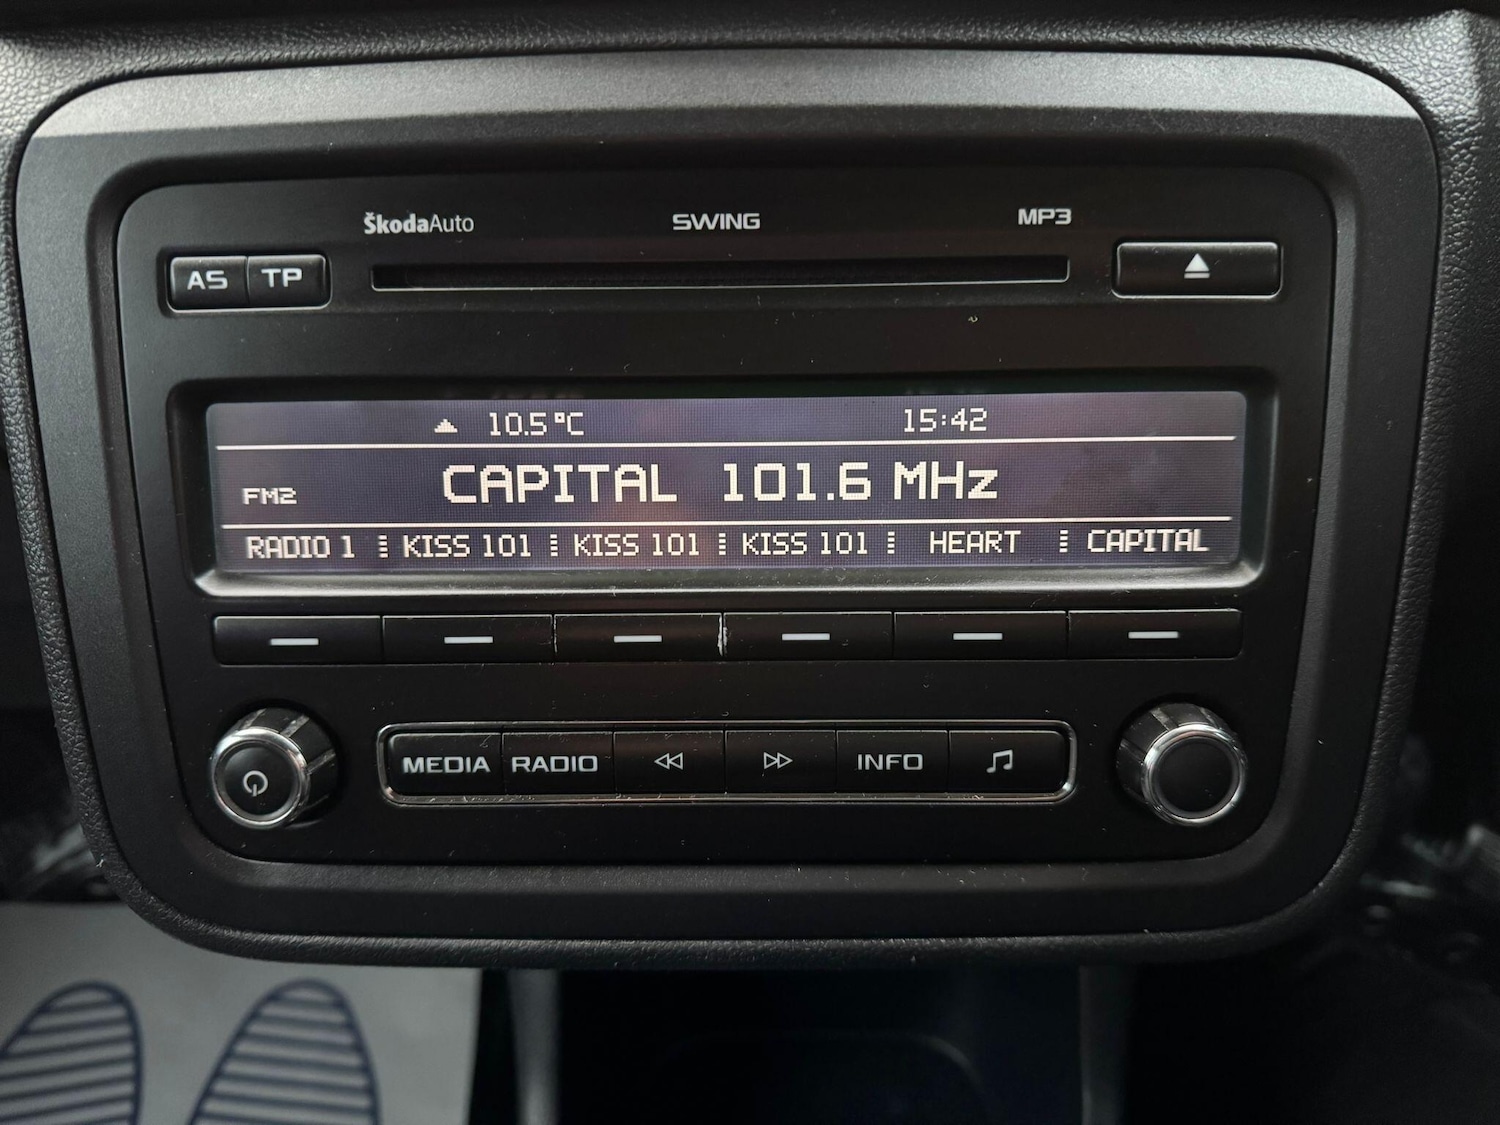 ŠkodaAuto SWING MP3
AS TP
10.5°C 15:42
FM2 CAPITAL 101.6 MHz
RADIO 1 KISS 101 KISS 101 KISS 101 HEART CAPITAL
MEDIA RADIO INFO